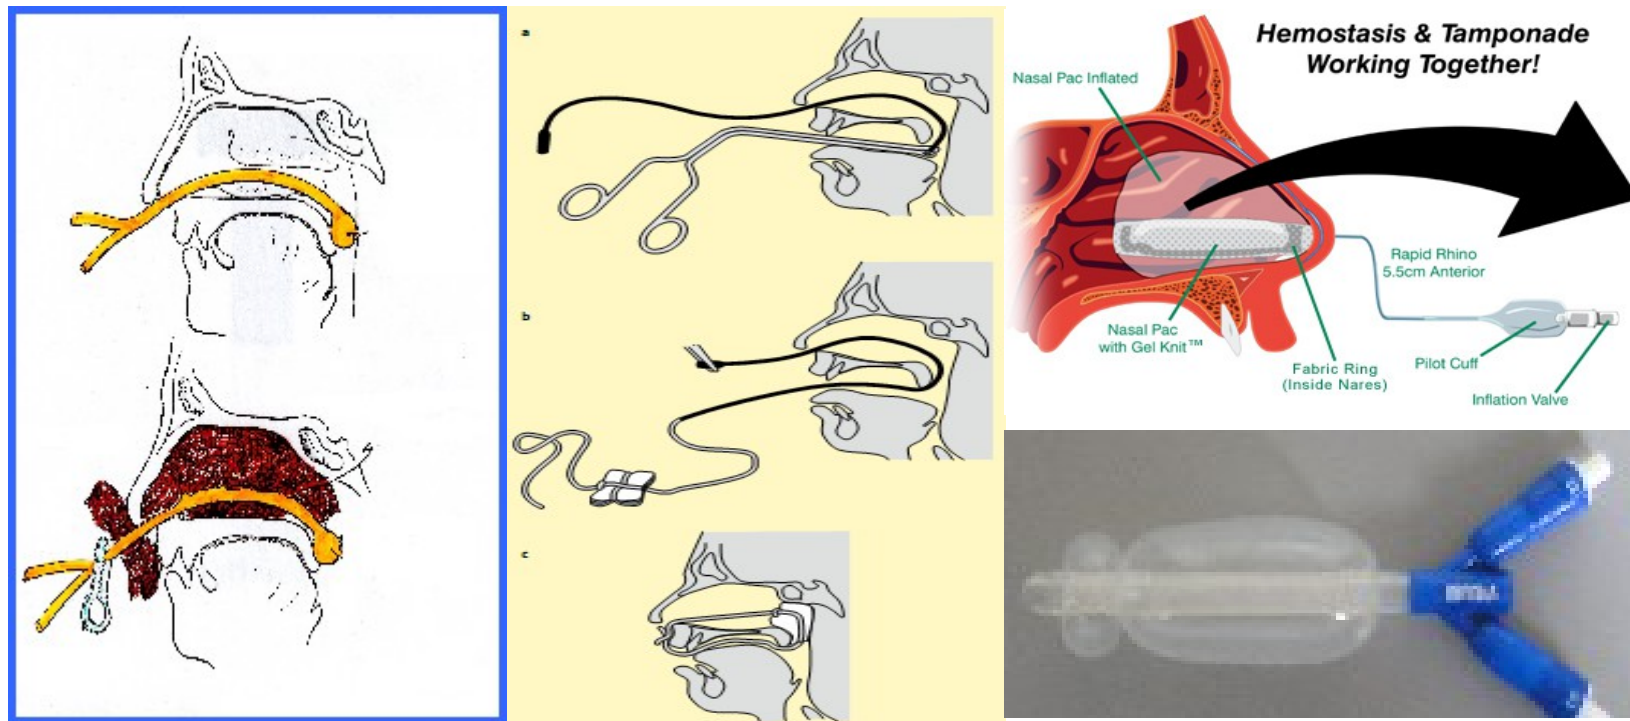 a
b
c
Hemostasis & Tamponade
Working Together!
Nasal Pac Inflated
Rapid Rhino
5.5cm Anterior
Nasal Pac
with Gel Knit™
Fabric Ring
(Inside Nares)
Pilot Cuff
Inflation Valve